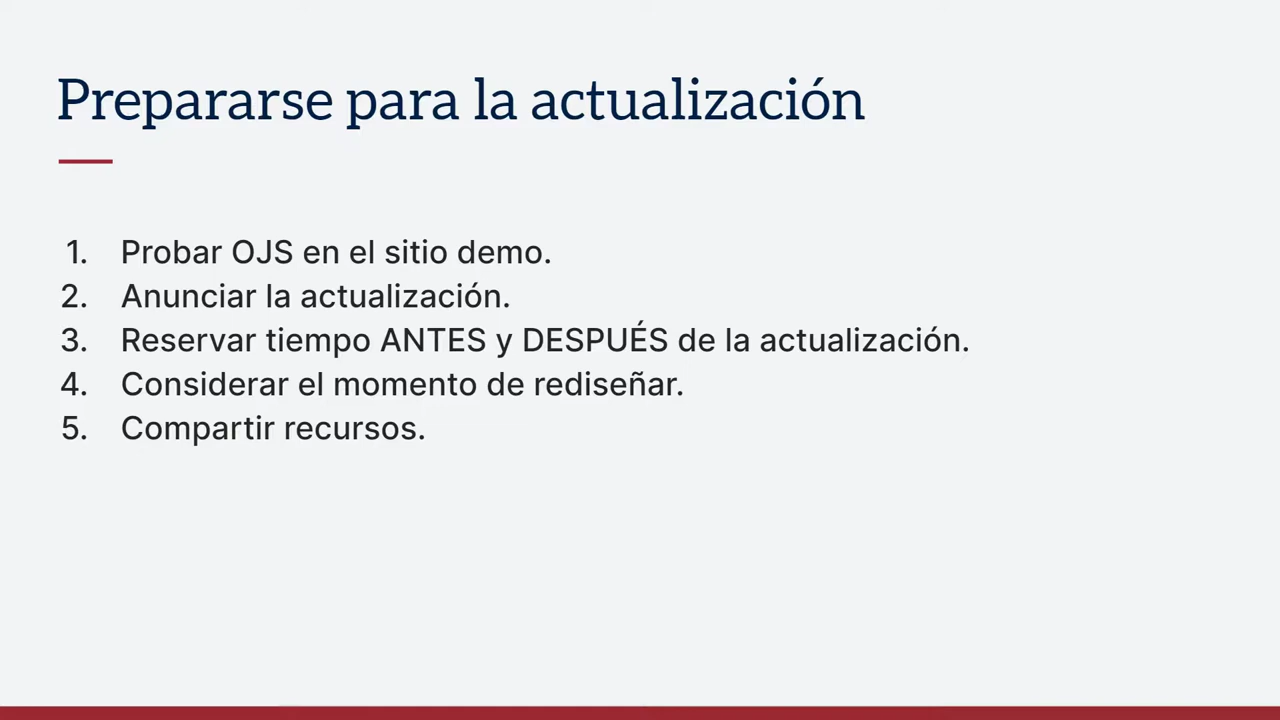 Prepararse para la actualización
1. Probar OJS en el sitio demo.
2. Anunciar la actualización.
3. Reservar tiempo ANTES y DESPUÉS de la actualización.
4. Considerar el momento de rediseñar.
5. Compartir recursos.